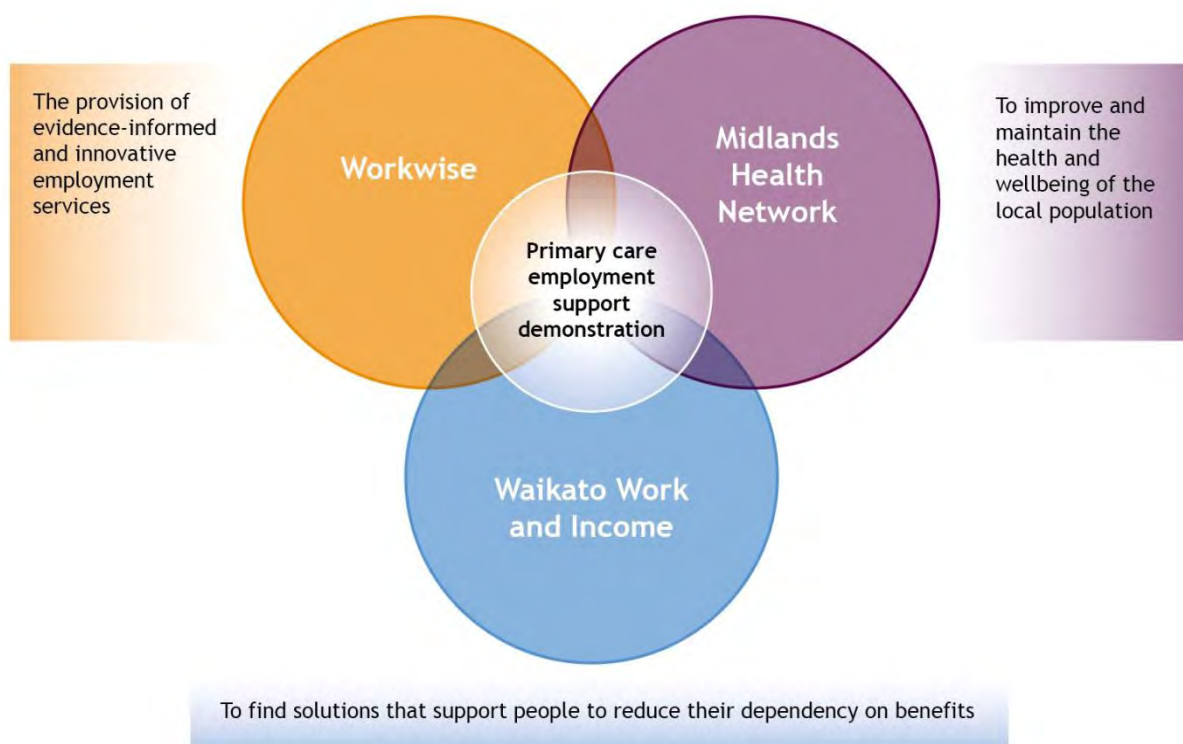 The provision of
evidence-informed
and innovative
employment
services
Workwise
Midlands
Health
Network
To improve and
maintain the
health and
wellbeing of the
local population
Primary care
employment
support
demonstration
Waikato Work
and Income
To find solutions that support people to reduce their dependency on benefits